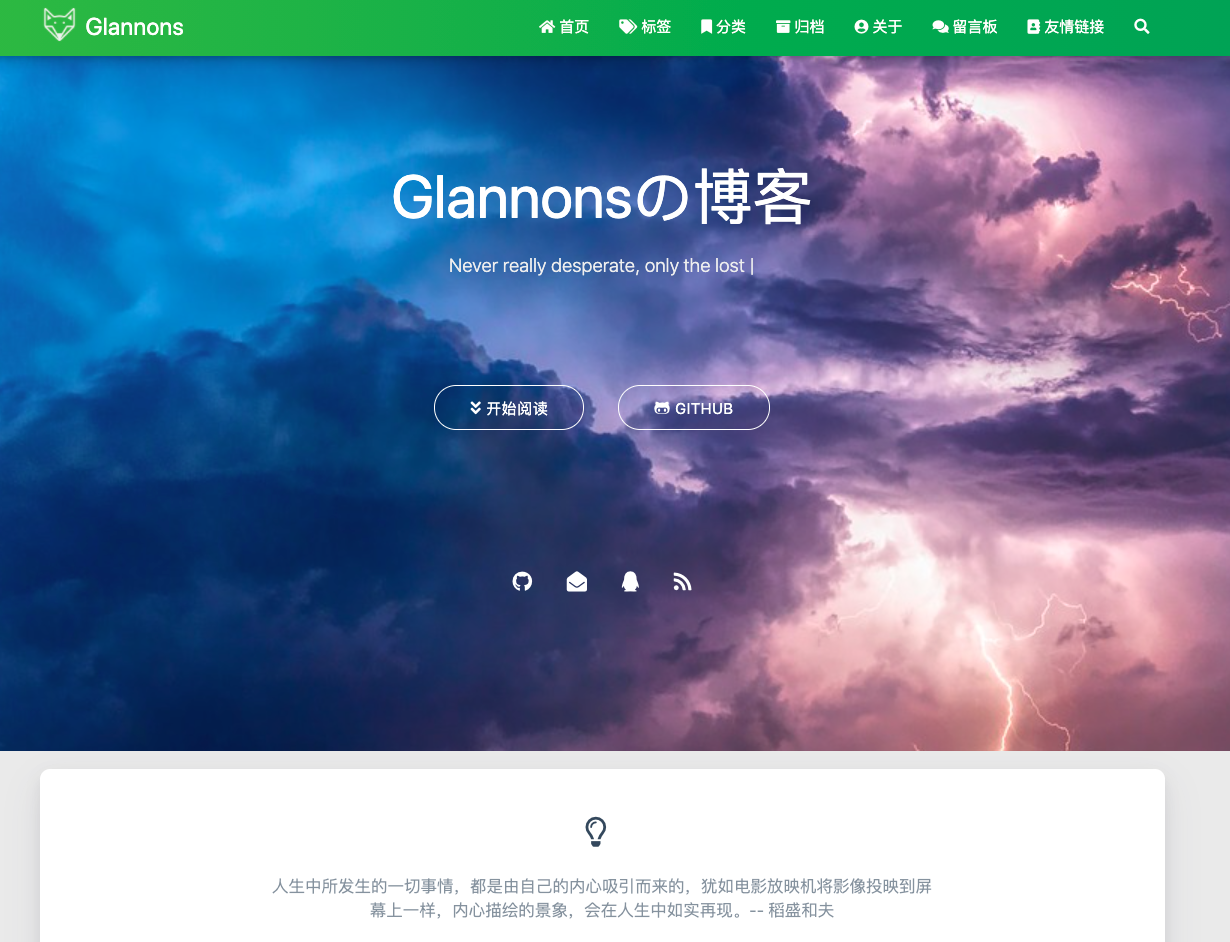 Glannons
首页 标签 分类 归档 关于 留言板 友情链接
Glannonsの博客
Never really desperate, only the lost |
开始阅读 GITHUB
人生中所发生的一切事情，都是由自己的内心吸引而来的，犹如电影放映机将影像投映到屏
幕上一样，内心描绘的景象，会在人生中如实再现。-- 稻盛和夫